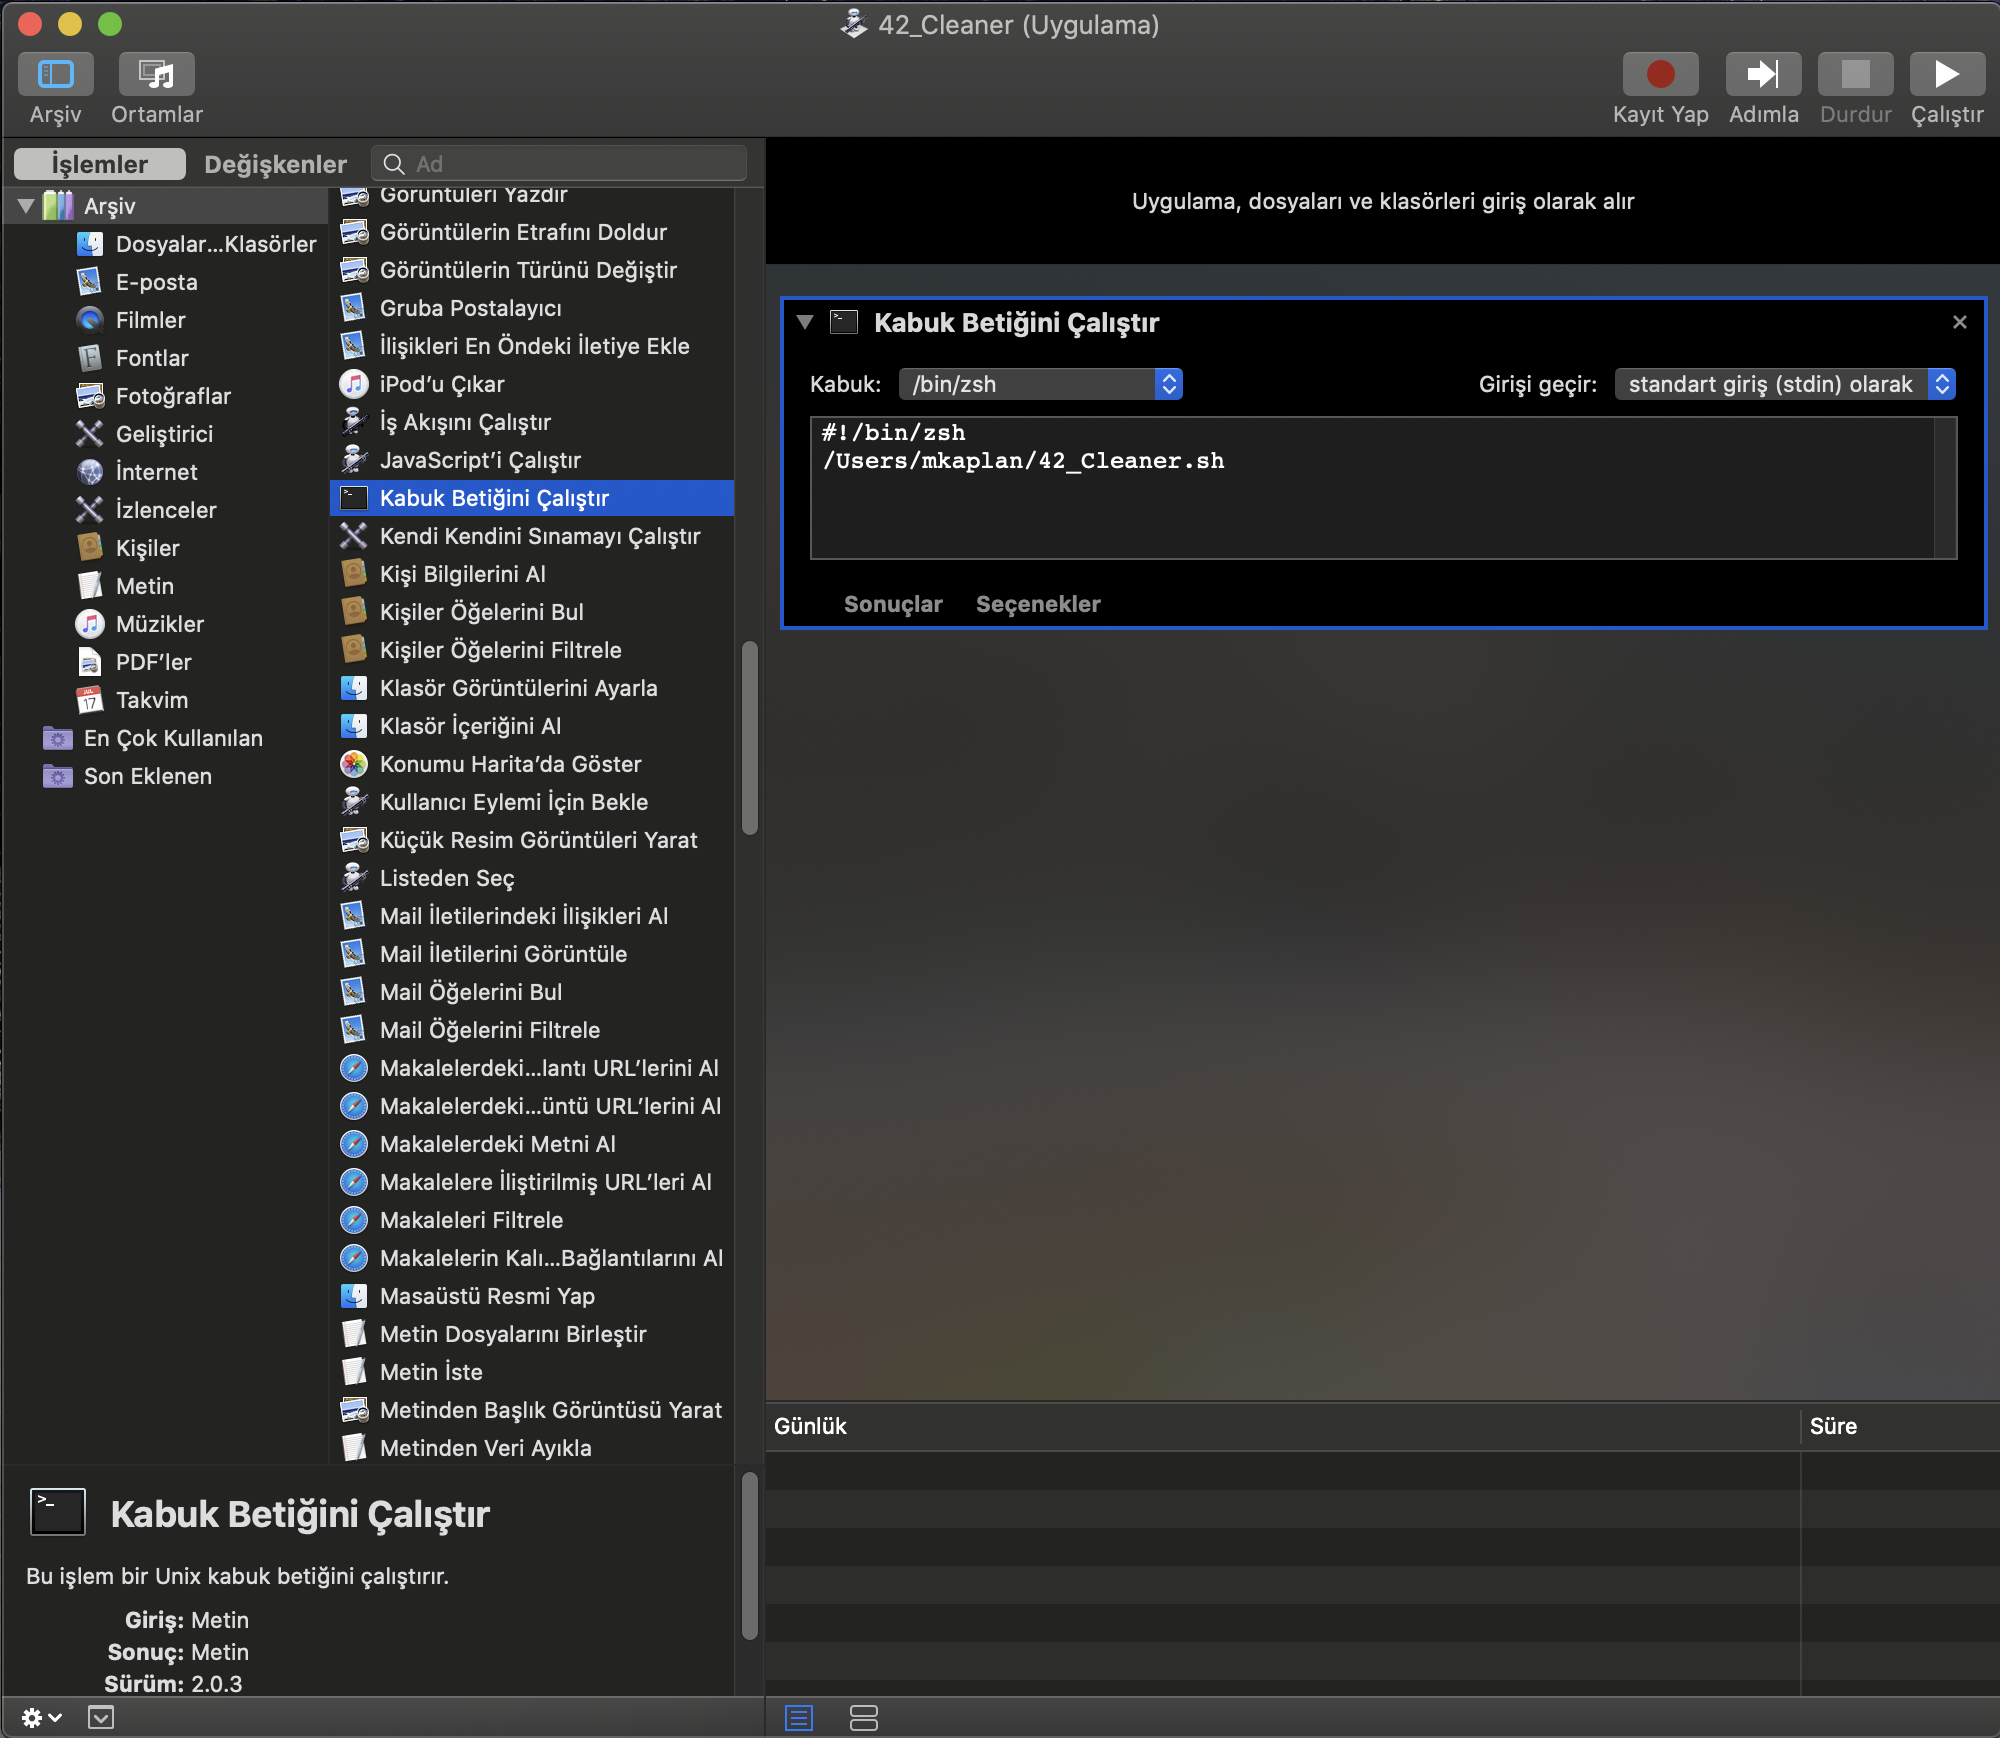 42_Cleaner (Uygulama)
Arşiv
Ortamlar
Kayıt Yap
Adımla
Durdur
Çalıştır
İşlemler
Değişkenler
Ad
Arşiv
Dosyalar...Klasörler
E-posta
Filmler
Fontlar
Fotoğraflar
Geliştirici
İnternet
İzlenceler
Kişiler
Metin
Müzikler
PDF’ler
Takvim
En Çok Kullanılan
Son Eklenen
Görüntüleri Yazdır
Görüntülerin Etrafını Doldur
Görüntülerin Türünü Değiştir
Gruba Postalayıcı
İlişikleri En Öndeki İletiye Ekle
iPod’u Çıkar
İş Akışını Çalıştır
JavaScript’i Çalıştır
Kabuk Betiğini Çalıştır
Kendi Kendini Sınamayı Çalıştır
Kişi Bilgilerini Al
Kişiler Öğelerini Bul
Kişiler Öğelerini Filtrele
Klasör Görüntülerini Ayarla
Klasör İçeriğini Al
Konumu Harita’da Göster
Kullanıcı Eylemi İçin Bekle
Küçük Resim Görüntüleri Yarat
Listeden Seç
Mail İletilerindeki İlişikleri Al
Mail İletilerini Görüntüle
Mail Öğelerini Bul
Mail Öğelerini Filtrele
Makalelerdeki...lantı URL’lerini Al
Makalelerdeki...üntü URL’lerini Al
Makalelerdeki Metni Al
Makalelere İliştirilmiş URL’leri Al
Makaleleri Filtrele
Makalelerin Kalı...Bağlantılarını Al
Masaüstü Resmi Yap
Metin Dosyalarını Birleştir
Metin İste
Metinden Başlık Görüntüsü Yarat
Metinden Veri Ayıkla
Kabuk Betiğini Çalıştır
Bu işlem bir Unix kabuk betiğini çalıştırır.
Giriş: Metin
Sonuç: Metin
Sürüm: 2.0.3
Uygulama, dosyaları ve klasörleri giriş olarak alır
Kabuk Betiğini Çalıştır
Kabuk: /bin/zsh
Girişi geçir: standart giriş (stdin) olarak
#!/bin/zsh
/Users/mkaplan/42_Cleaner.sh
Sonuçlar
Seçenekler
Günlük
Süre